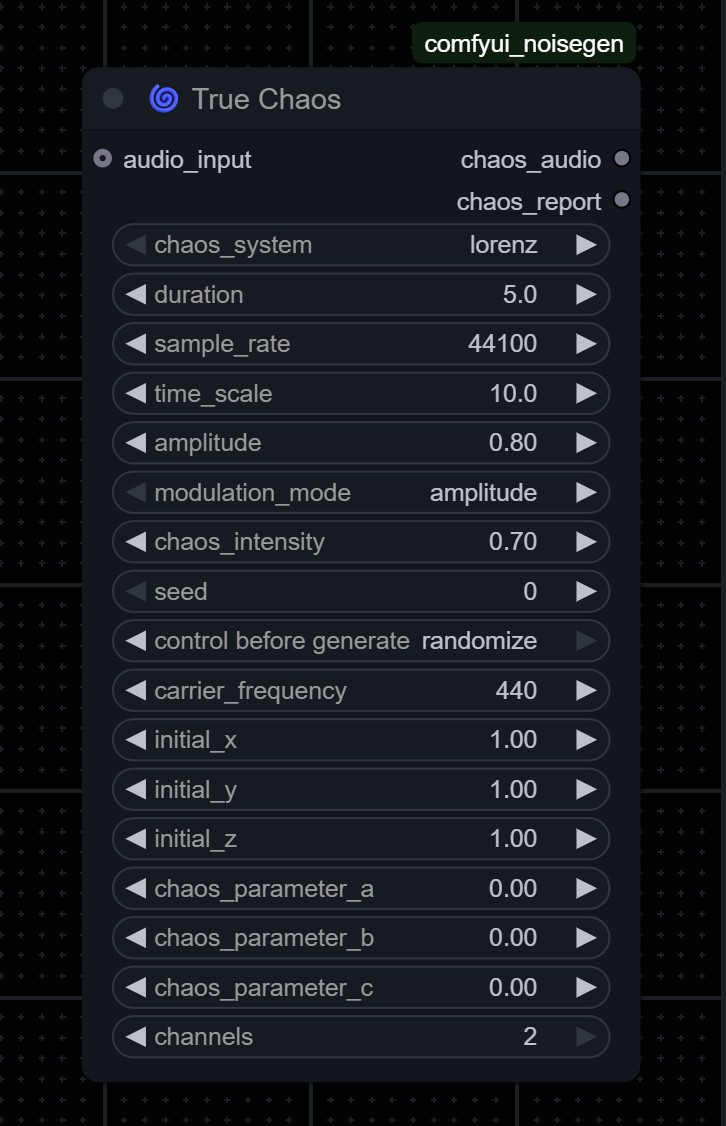 comfyui_noisegen
True Chaos
audio_input chaos_audio
chaos_report
chaos_system lorenz
duration 5.0
sample_rate 44100
time_scale 10.0
amplitude 0.80
modulation_mode amplitude
chaos_intensity 0.70
seed 0
control before generate randomize
carrier_frequency 440
initial_x 1.00
initial_y 1.00
initial_z 1.00
chaos_parameter_a 0.00
chaos_parameter_b 0.00
chaos_parameter_c 0.00
channels 2